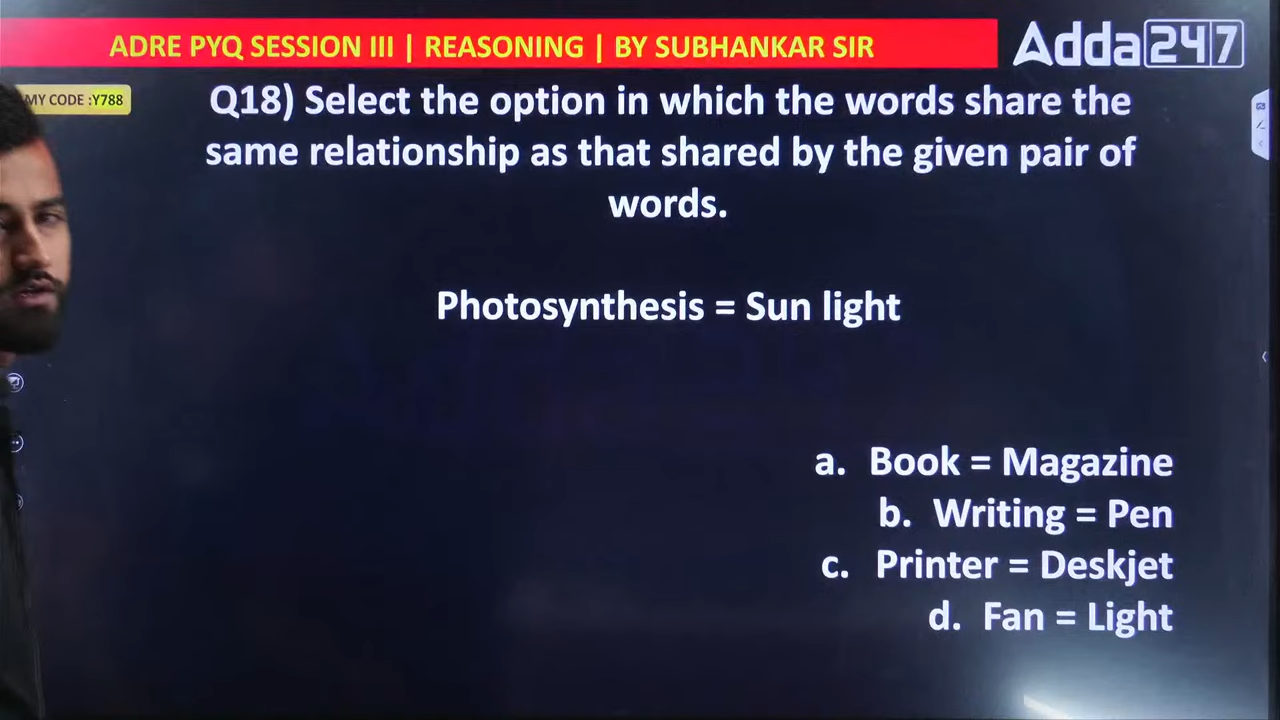 ADRE PYQ SESSION III | REASONING | BY SUBHANKAR SIR
Adda247
MY CODE :Y788
Q18) Select the option in which the words share the
same relationship as that shared by the given pair of
words.
Photosynthesis = Sun light
a. Book = Magazine
b. Writing = Pen
c. Printer = Deskjet
d. Fan = Light